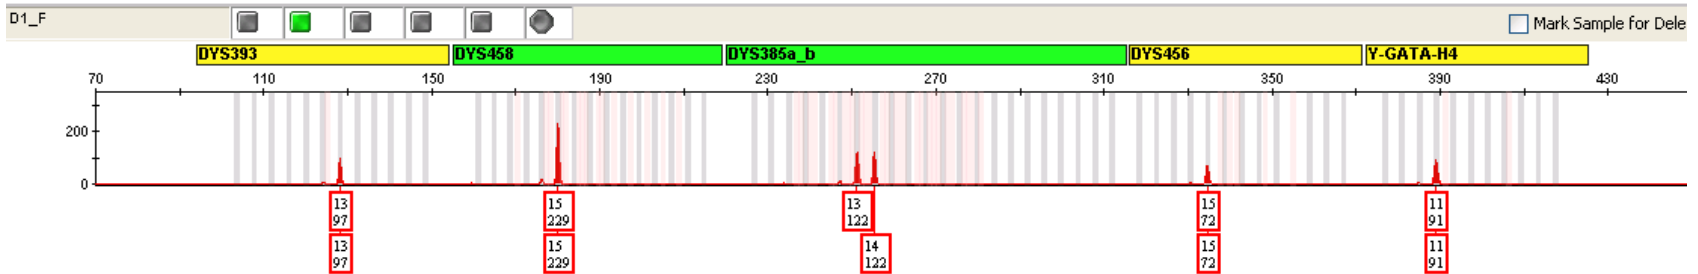 D1_F
Mark Sample for Dele
DYS393 DYS458 DYS385a_b DYS456 Y-GATA-H4
70 110 150 190 230 270 310 350 390 430
200
0
13 15 13 15 11
97 229 122 72 91
13 15 14 15 11
97 229 122 72 91